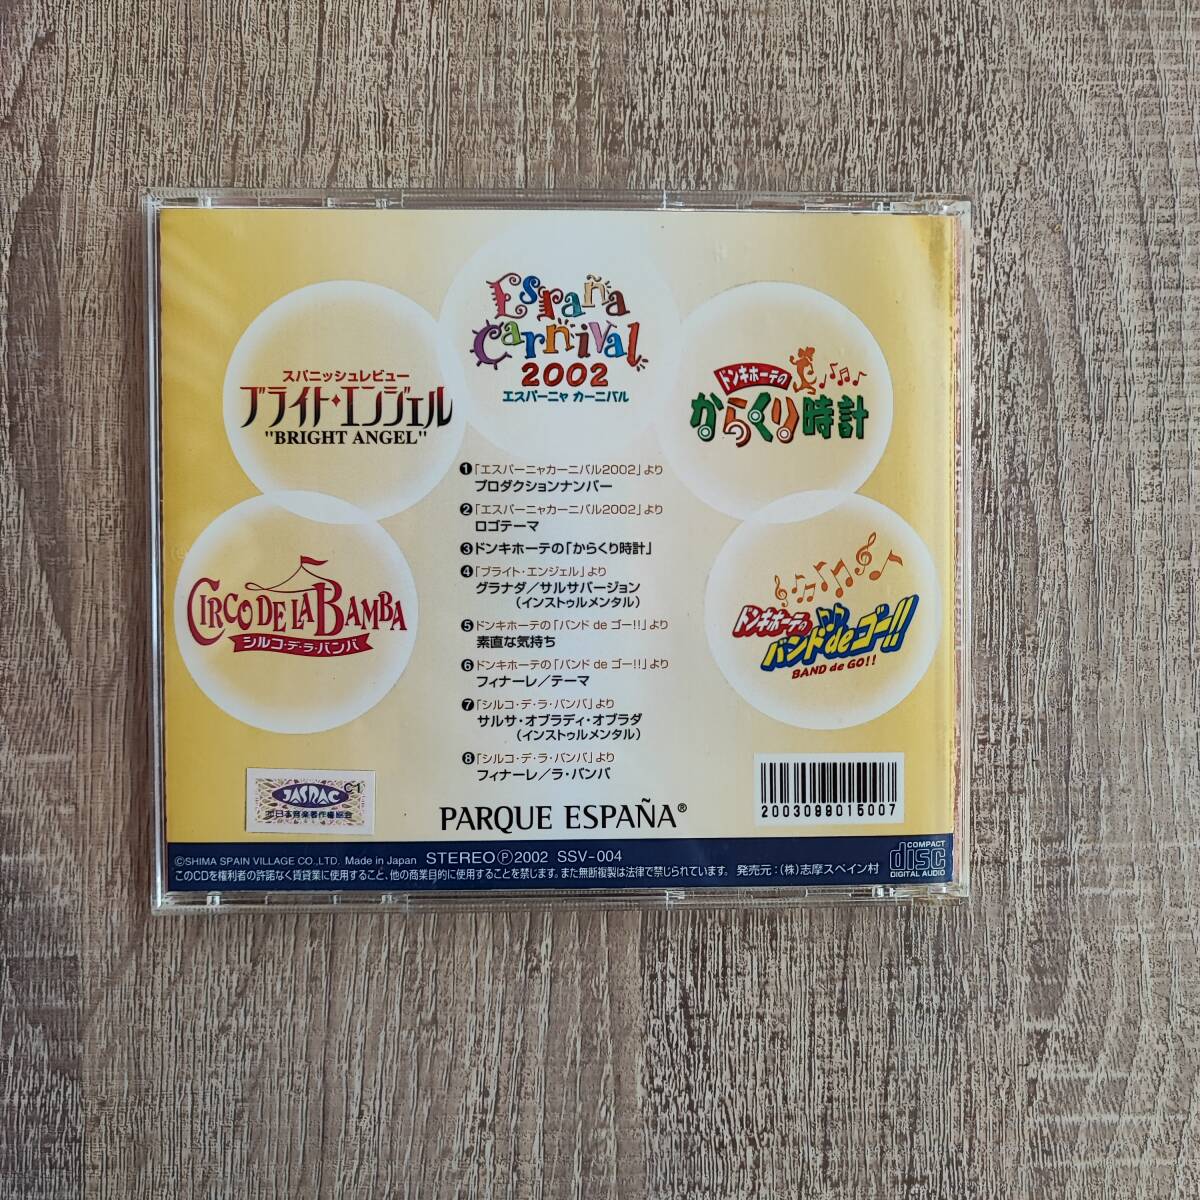 España
Carnival
2002
エスパーニャ カーニバル
スパニッシュレビュー
ブライト・エンジェル
"BRIGHT ANGEL"
ドンキホーテの
からくり時計
CIRCO DE LA BAMBA
シルコ・デ・ラ・バンバ
ドンキホーテの
バンドdeゴー!!
BAND de GO!!
❶「エスパーニャカーニバル2002」より
プロダクションナンバー
❷「エスパーニャカーニバル2002」より
ロゴテーマ
❸ドンキホーテの「からくり時計」
❹「ブライト・エンジェル」より
グラナダ／サルサバージョン
（インストゥルメンタル）
❺ドンキホーテの「バンド de ゴー!!」より
素直な気持ち
❻ドンキホーテの「バンド de ゴー!!」より
フィナーレ／テーマ
❼「シルコ・デ・ラ・バンバ」より
サルサ・オブラディ・オブラダ
（インストゥルメンタル）
❽「シルコ・デ・ラ・バンバ」より
フィナーレ／ラ・バンバ
JASRAC C1
日本音楽著作権協会
PARQUE ESPAÑA®
2003088015007
©SHIMA SPAIN VILLAGE CO.,LTD. Made in Japan STEREO Ⓟ2002 SSV-004
このCDを権利者の許諾なく賃貸業に使用すること、他の商業目的に使用することを禁じます。また無断複製は法律で禁じられています。 発売元：（株）志摩スペイン村
COMPACT
disc
DIGITAL AUDIO